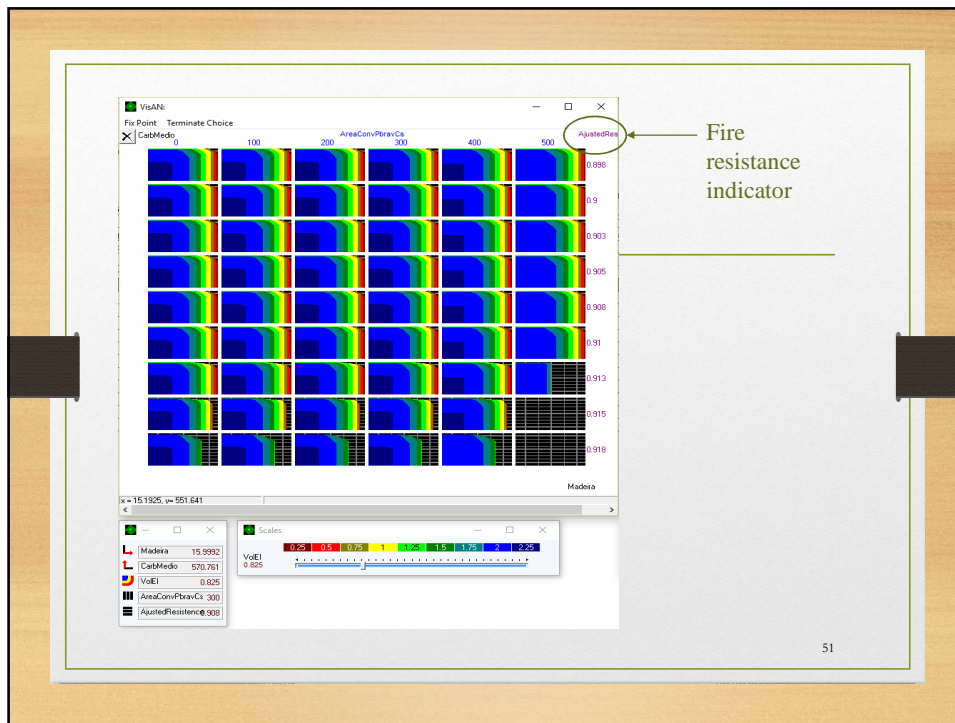 VisAN:
Fix Point Terminate Choice
CarbMedio AreaConvPbravCs AjustedRes
0 100 200 300 400 500
0.898
0.9
0.903
0.905
0.908
0.91
0.913
0.915
0.918
Madeira
x = 15.1925, y= 551.641
Fire
resistance
indicator
Madeira 15.9992
CarbMedio 570.761
VolEI 0.825
AreaConvPbravCs 300
AjustedResistence 0.908
Scales
0.25 0.5 0.75 1 1.25 1.5 1.75 2 2.25
VolEI
0.825
51